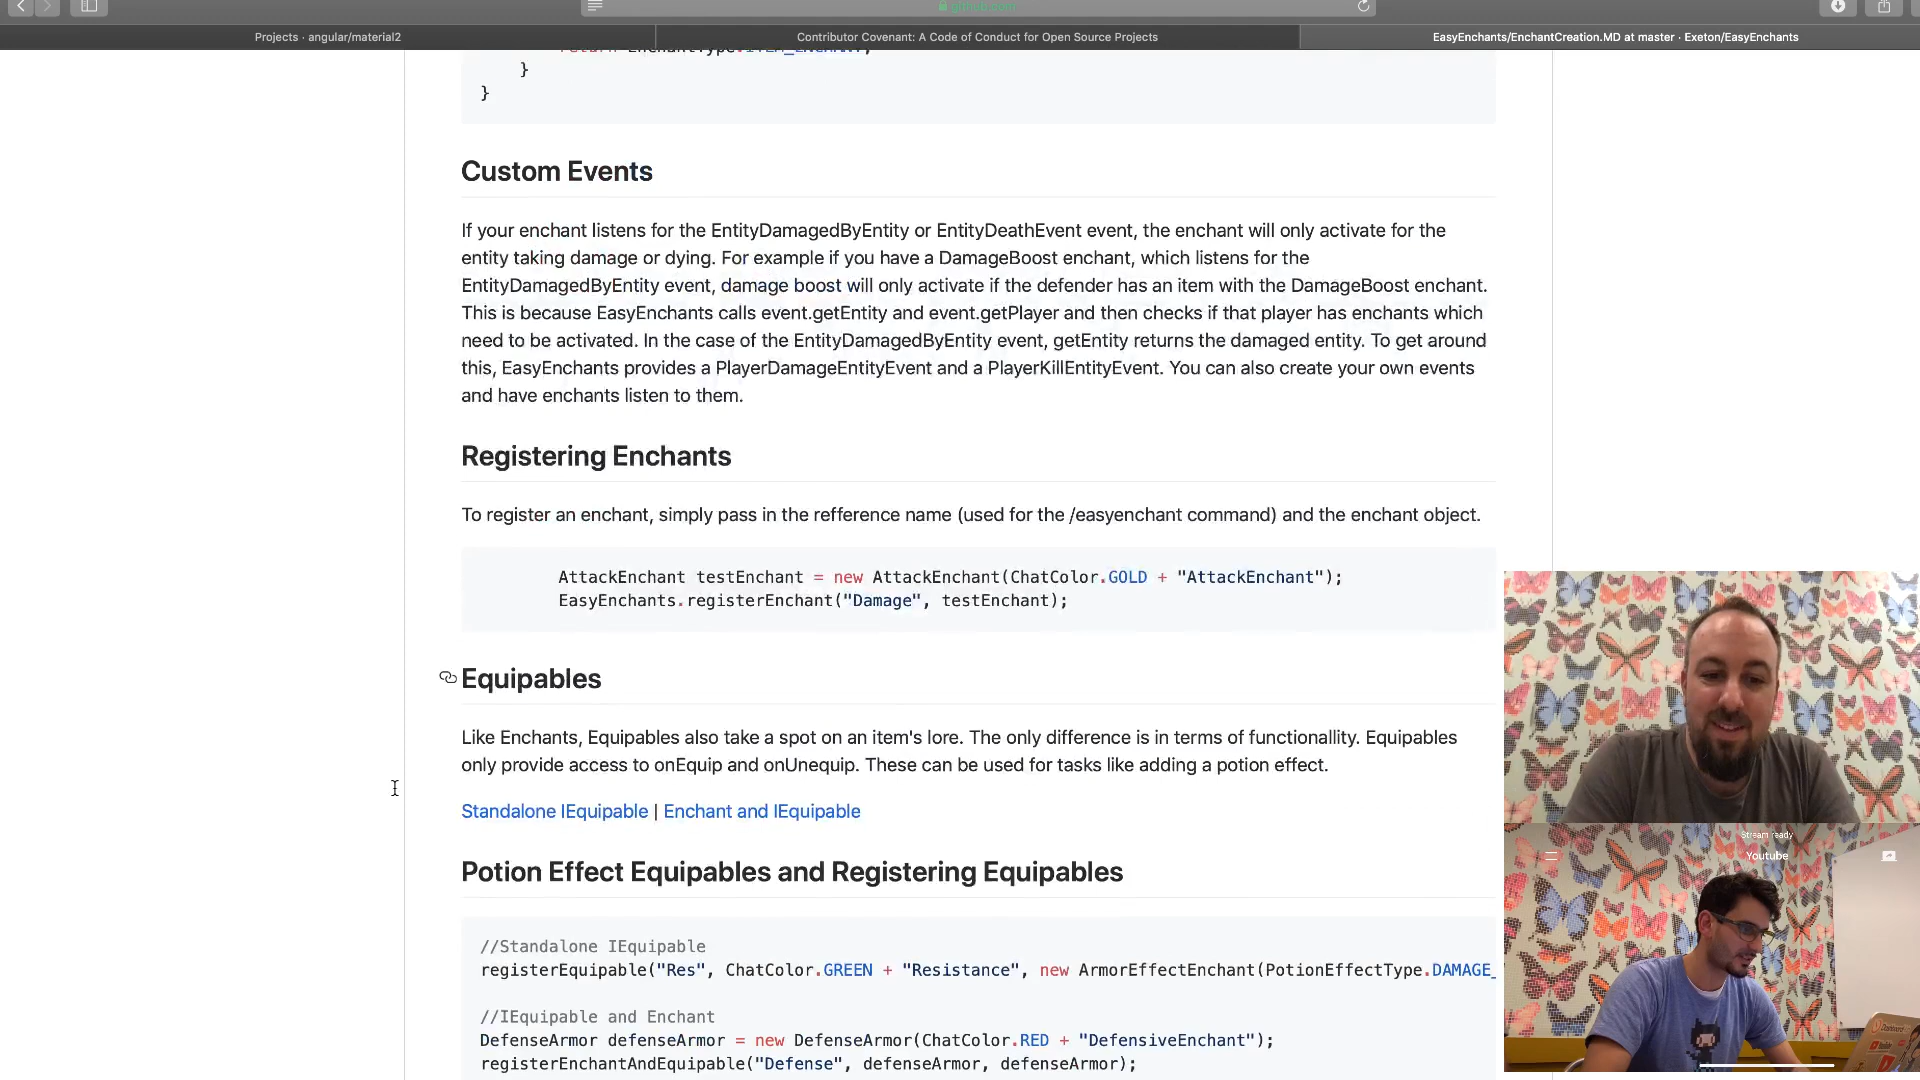 github.com
Projects · angular/material2
Contributor Covenant: A Code of Conduct for Open Source Projects
EasyEnchants/EnchantCreation.MD at master · Exeton/EasyEnchants
return EnchantType.ITEM_ENCHANT;
}
}
Custom Events
If your enchant listens for the EntityDamagedByEntity or EntityDeathEvent event, the enchant will only activate for the
entity taking damage or dying. For example if you have a DamageBoost enchant, which listens for the
EntityDamagedByEntity event, damage boost will only activate if the defender has an item with the DamageBoost enchant.
This is because EasyEnchants calls event.getEntity and event.getPlayer and then checks if that player has enchants which
need to be activated. In the case of the EntityDamagedByEntity event, getEntity returns the damaged entity. To get around
this, EasyEnchants provides a PlayerDamageEntityEvent and a PlayerKillEntityEvent. You can also create your own events
and have enchants listen to them.
Registering Enchants
To register an enchant, simply pass in the refference name (used for the /easyenchant command) and the enchant object.
AttackEnchant testEnchant = new AttackEnchant(ChatColor.GOLD + "AttackEnchant");
EasyEnchants.registerEnchant("Damage", testEnchant);
Equipables
Like Enchants, Equipables also take a spot on an item's lore. The only difference is in terms of functionallity. Equipables
only provide access to onEquip and onUnequip. These can be used for tasks like adding a potion effect.
Standalone IEquipable | Enchant and IEquipable
Potion Effect Equipables and Registering Equipables
//Standalone IEquipable
registerEquipable("Res", ChatColor.GREEN + "Resistance", new ArmorEffectEnchant(PotionEffectType.DAMAGE_
//IEquipable and Enchant
DefenseArmor defenseArmor = new DefenseArmor(ChatColor.RED + "DefensiveEnchant");
registerEnchantAndEquipable("Defense", defenseArmor, defenseArmor);
Stream ready
Youtube